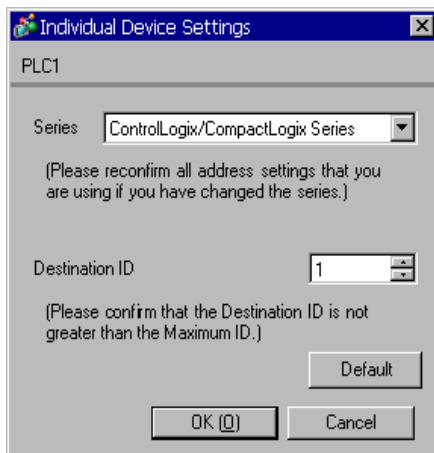 Individual Device Settings
PLC1
Series ControlLogix/CompactLogix Series
(Please reconfirm all address settings that you
are using if you have changed the series.)
Destination ID 1
(Please confirm that the Destination ID is not
greater than the Maximum ID.)
Default
OK (O) Cancel